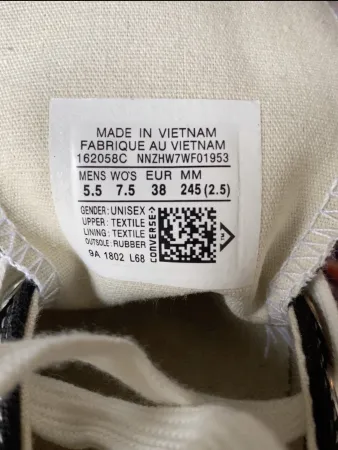 MADE IN VIETNAM
FABRIQUE AU VIETNAM
162058C NNZHW7WF01953
MENS WO'S EUR MM
5.5 7.5 38 245 (2.5)
GENDER: UNISEX
UPPER: TEXTILE
LINING: TEXTILE
OUTSOLE: RUBBER
9A 1802 L68
CONVERSE